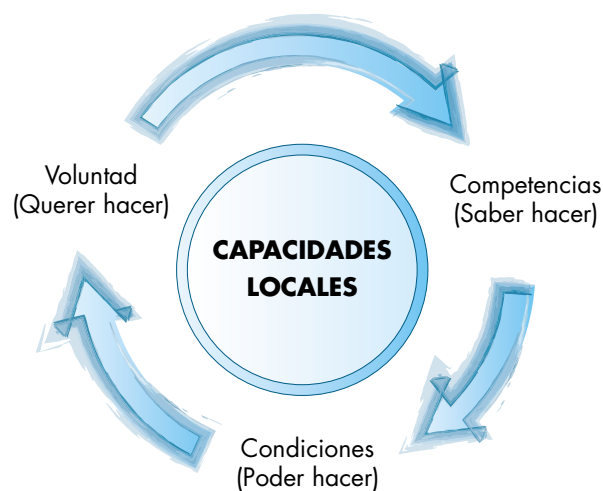 Voluntad
(Querer hacer)
Competencias
(Saber hacer)
CAPACIDADES
LOCALES
Condiciones
(Poder hacer)